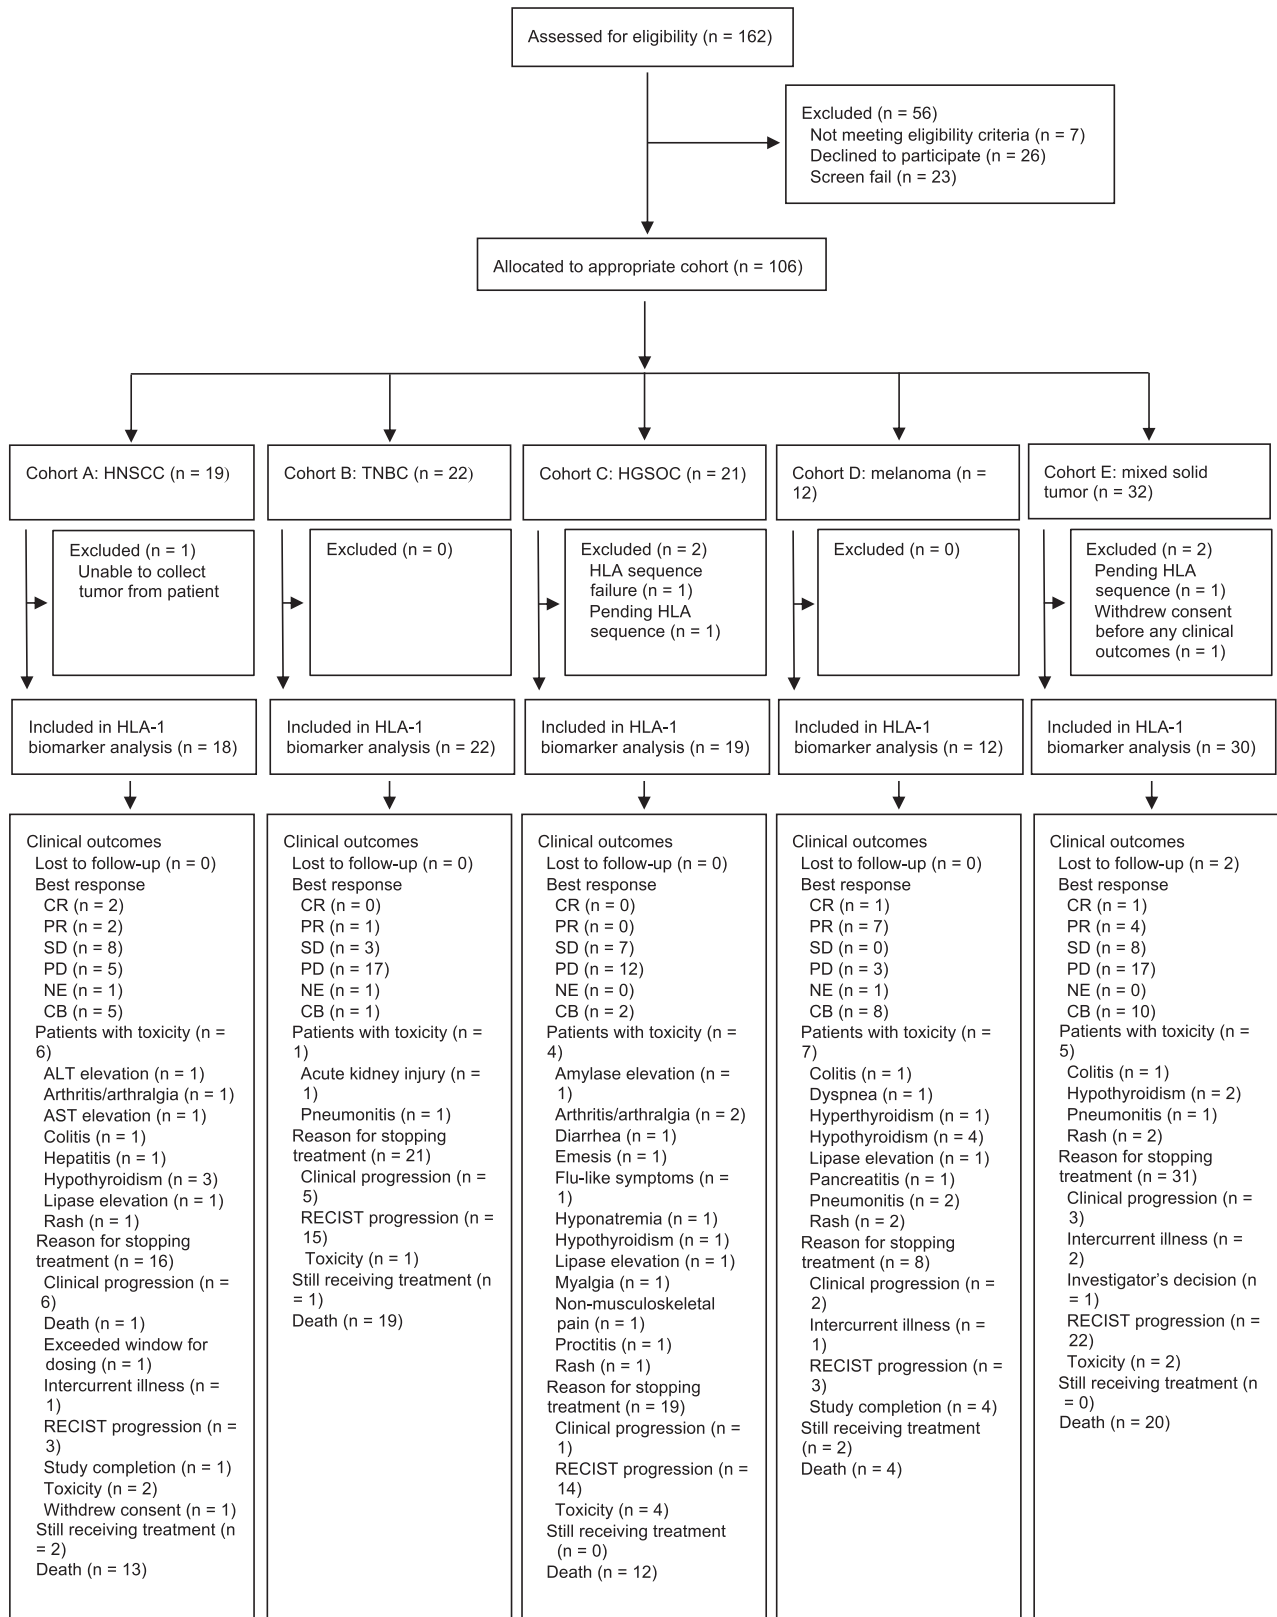 Assessed for eligibility (n = 162)
Excluded (n = 56)
Not meeting eligibility criteria (n = 7)
Declined to participate (n = 26)
Screen fail (n = 23)
Allocated to appropriate cohort (n = 106)
Cohort A: HNSCC (n = 19)
Excluded (n = 1)
Unable to collect
tumor from patient
Included in HLA-1
biomarker analysis (n = 18)
Clinical outcomes
Lost to follow-up (n = 0)
Best response
CR (n = 2)
PR (n = 2)
SD (n = 8)
PD (n = 5)
NE (n = 1)
CB (n = 5)
Patients with toxicity (n =
6)
ALT elevation (n = 1)
Arthritis/arthralgia (n = 1)
AST elevation (n = 1)
Colitis (n = 1)
Hepatitis (n = 1)
Hypothyroidism (n = 3)
Lipase elevation (n = 1)
Rash (n = 1)
Reason for stopping
treatment (n = 16)
Clinical progression (n =
6)
Death (n = 1)
Exceeded window for
dosing (n = 1)
Intercurrent illness (n =
1)
RECIST progression (n =
3)
Study completion (n = 1)
Toxicity (n = 2)
Withdrew consent (n = 1)
Still receiving treatment (n
= 2)
Death (n = 13)
Cohort B: TNBC (n = 22)
Excluded (n = 0)
Included in HLA-1
biomarker analysis (n = 22)
Clinical outcomes
Lost to follow-up (n = 0)
Best response
CR (n = 0)
PR (n = 1)
SD (n = 3)
PD (n = 17)
NE (n = 1)
CB (n = 1)
Patients with toxicity (n =
1)
Acute kidney injury (n =
1)
Pneumonitis (n = 1)
Reason for stopping
treatment (n = 21)
Clinical progression (n =
5)
RECIST progression (n =
15)
Toxicity (n = 1)
Still receiving treatment (n
= 1)
Death (n = 19)
Cohort C: HGSOC (n = 21)
Excluded (n = 2)
HLA sequence
failure (n = 1)
Pending HLA
sequence (n = 1)
Included in HLA-1
biomarker analysis (n = 19)
Clinical outcomes
Lost to follow-up (n = 0)
Best response
CR (n = 0)
PR (n = 0)
SD (n = 7)
PD (n = 12)
NE (n = 0)
CB (n = 2)
Patients with toxicity (n =
4)
Amylase elevation (n =
1)
Arthritis/arthralgia (n = 2)
Diarrhea (n = 1)
Emesis (n = 1)
Flu-like symptoms (n =
1)
Hyponatremia (n = 1)
Hypothyroidism (n = 1)
Lipase elevation (n = 1)
Myalgia (n = 1)
Non-musculoskeletal
pain (n = 1)
Proctitis (n = 1)
Rash (n = 1)
Reason for stopping
treatment (n = 19)
Clinical progression (n =
1)
RECIST progression (n =
14)
Toxicity (n = 4)
Still receiving treatment
(n = 0)
Death (n = 12)
Cohort D: melanoma (n =
12)
Excluded (n = 0)
Included in HLA-1
biomarker analysis (n = 12)
Clinical outcomes
Lost to follow-up (n = 0)
Best response
CR (n = 1)
PR (n = 7)
SD (n = 0)
PD (n = 3)
NE (n = 1)
CB (n = 8)
Patients with toxicity (n =
7)
Colitis (n = 1)
Dyspnea (n = 1)
Hyperthyroidism (n = 1)
Hypothyroidism (n = 4)
Lipase elevation (n = 1)
Pancreatitis (n = 1)
Pneumonitis (n = 2)
Rash (n = 2)
Reason for stopping
treatment (n = 8)
Clinical progression (n =
2)
Intercurrent illness (n =
1)
RECIST progression (n =
3)
Study completion (n = 4)
Still receiving treatment
(n = 2)
Death (n = 4)
Cohort E: mixed solid
tumor (n = 32)
Excluded (n = 2)
Pending HLA
sequence (n = 1)
Withdrew consent
before any clinical
outcomes (n = 1)
Included in HLA-1
biomarker analysis (n = 30)
Clinical outcomes
Lost to follow-up (n = 2)
Best response
CR (n = 1)
PR (n = 4)
SD (n = 8)
PD (n = 17)
NE (n = 0)
CB (n = 10)
Patients with toxicity (n =
5)
Colitis (n = 1)
Hypothyroidism (n = 2)
Pneumonitis (n = 1)
Rash (n = 2)
Reason for stopping
treatment (n = 31)
Clinical progression (n =
3)
Intercurrent illness (n =
2)
Investigator's decision (n
= 1)
RECIST progression (n =
22)
Toxicity (n = 2)
Still receiving treatment (n
= 0)
Death (n = 20)